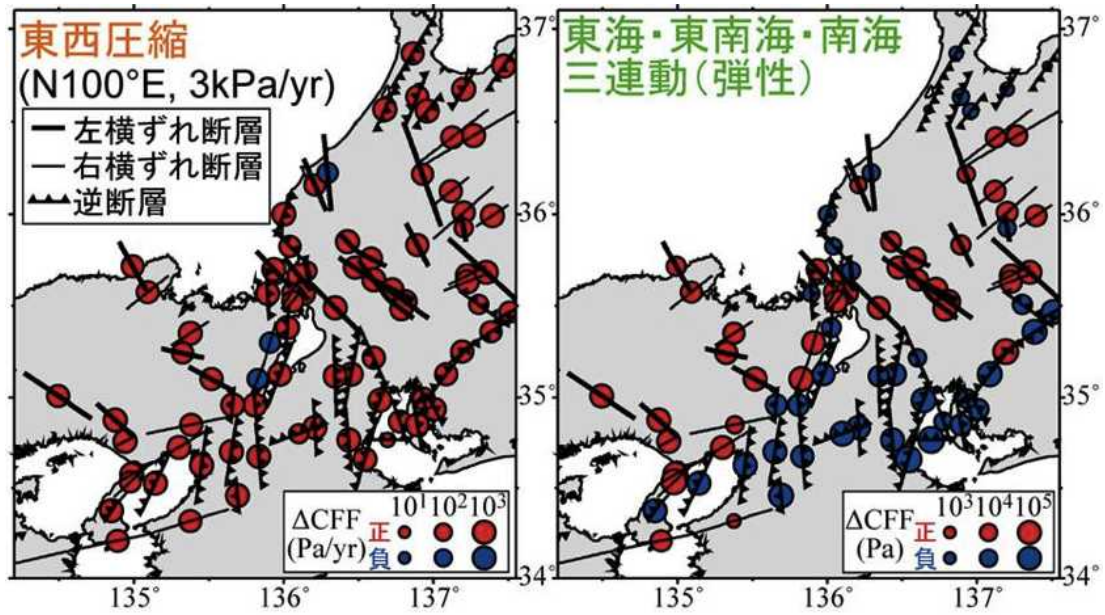 東西圧縮
(N100°E, 3kPa/yr)
左横ずれ断層
右横ずれ断層
逆断層
10¹ 10² 10³
ΔCFF 正
(Pa/yr) 負
135° 136° 137°
東海・東南海・南海
三連動(弾性)
37°
36°
35°
34°
10³ 10⁴ 10⁵
ΔCFF 正
(Pa) 負
135° 136° 137°
37°
36°
35°
34°